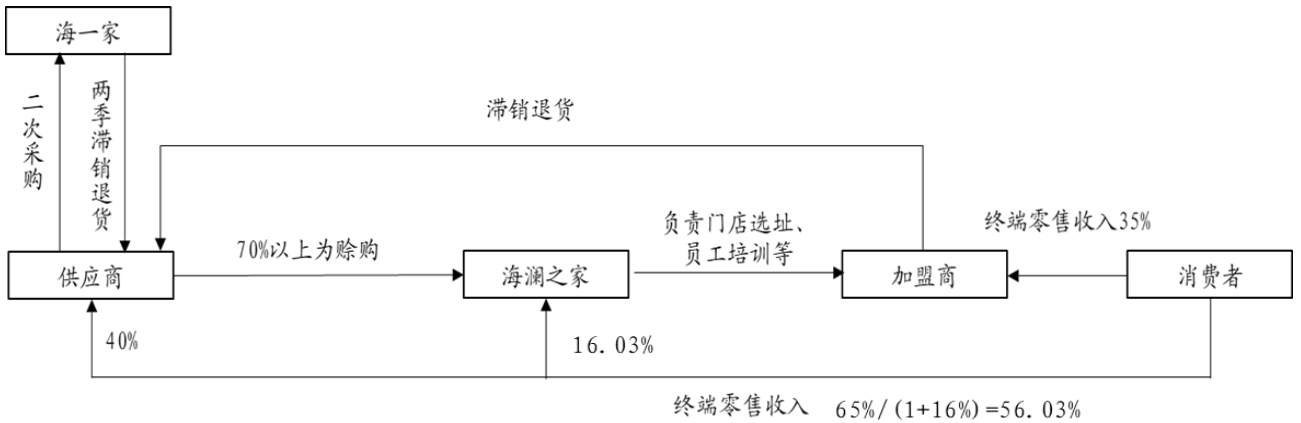 海一家
二次采购
两季滞销退货
滞销退货
负责门店选址、
员工培训等
终端零售收入35%
70%以上为赊购
供应商
海澜之家
加盟商
消费者
40%
16.03%
终端零售收入 65%/(1+16%)=56.03%